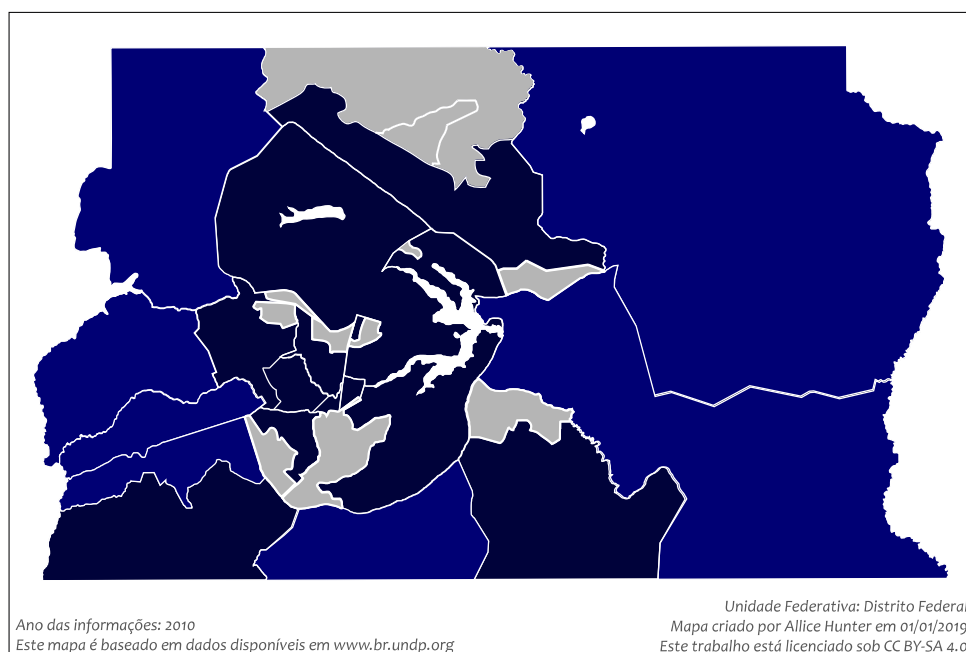 Ano das informações: 2010
Este mapa é baseado em dados disponíveis em www.br.undp.org
Unidade Federativa: Distrito Federal
Mapa criado por Allice Hunter em 01/01/2019
Este trabalho está licenciado sob CC BY-SA 4.0